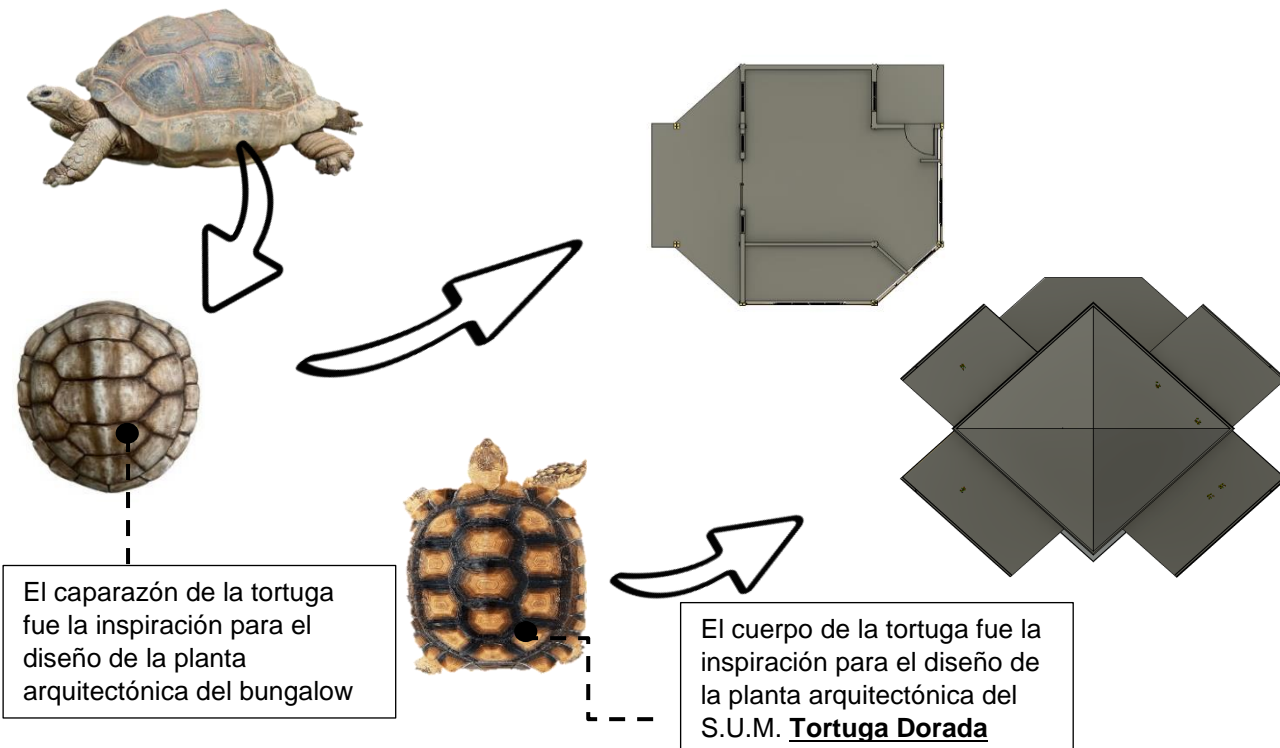 El caparazón de la tortuga
fue la inspiración para el
diseño de la planta
arquitectónica del bungalow
El cuerpo de la tortuga fue la
inspiración para el diseño de
la planta arquitectónica del
S.U.M. Tortuga Dorada